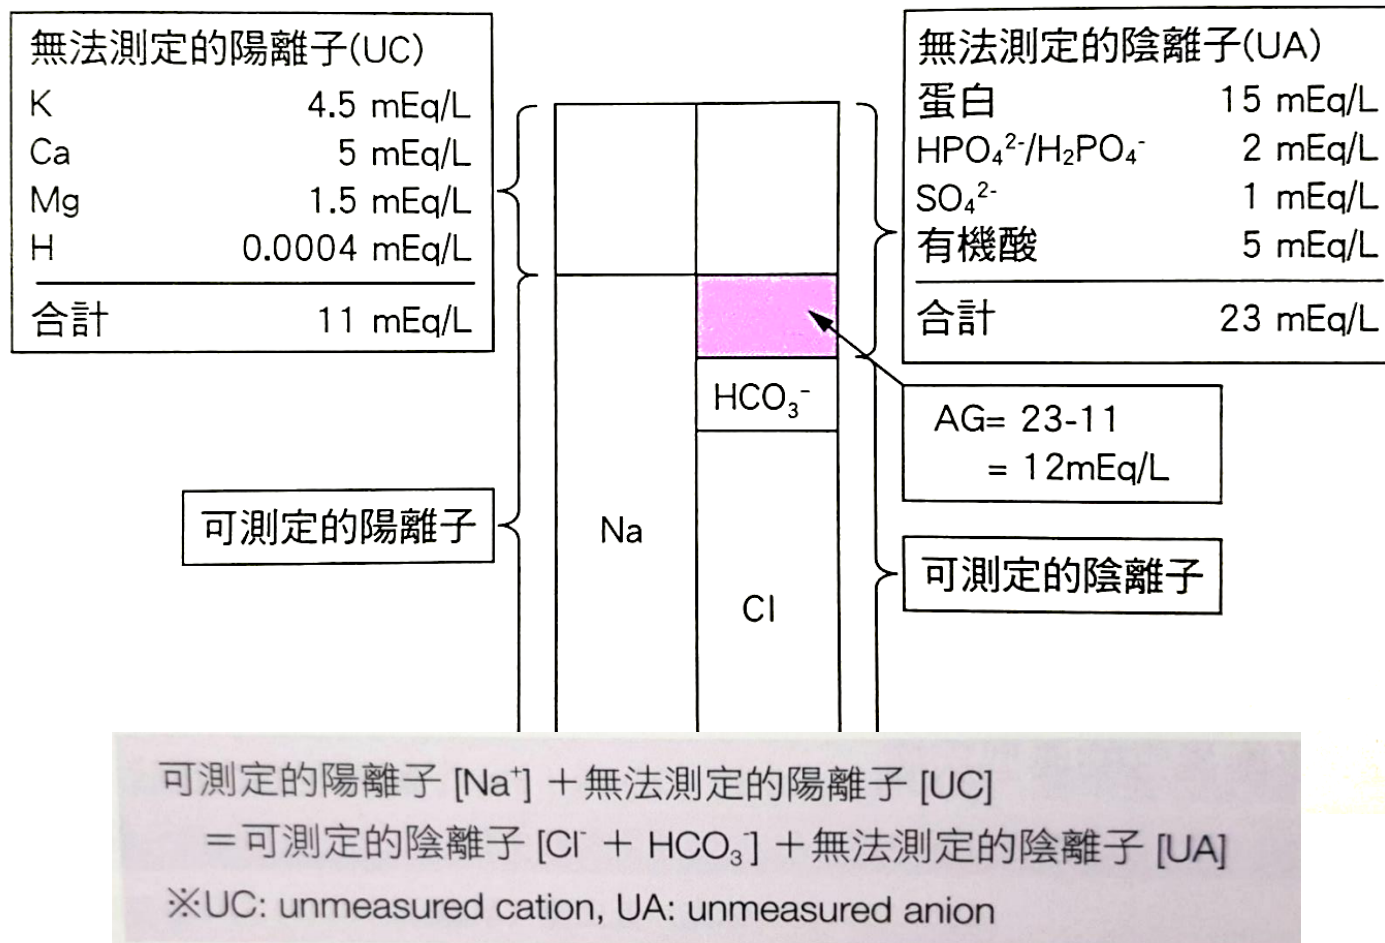 無法測定的陽離子(UC)
K 4.5 mEq/L
Ca 5 mEq/L
Mg 1.5 mEq/L
H 0.0004 mEq/L
合計 11 mEq/L
無法測定的陰離子(UA)
蛋白 15 mEq/L
HPO₄²⁻/H₂PO₄⁻ 2 mEq/L
SO₄²⁻ 1 mEq/L
有機酸 5 mEq/L
合計 23 mEq/L
HCO₃⁻
AG= 23-11
= 12mEq/L
可測定的陽離子
Na
Cl
可測定的陰離子
可測定的陽離子 [Na⁺] +無法測定的陽離子 [UC]
=可測定的陰離子 [Cl⁻ + HCO₃⁻] +無法測定的陰離子 [UA]
※UC: unmeasured cation, UA: unmeasured anion